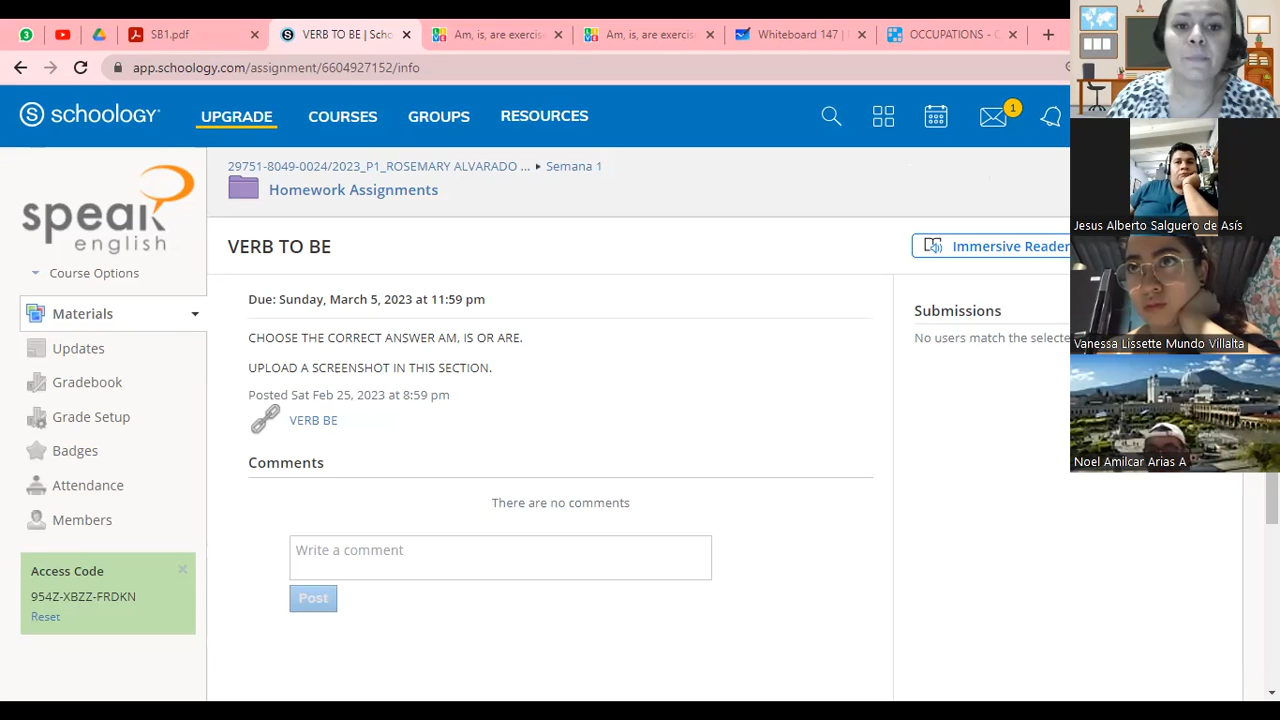 3
SB1.pdf
VERB TO BE | Scho
Am, is, are exercis
Am, is, are exercis
Whiteboard 147 |
OCCUPATIONS - C
app.schoology.com/assignment/6604927152/info
S schoology
UPGRADE
COURSES
GROUPS
RESOURCES
1
29751-8049-0024/2023_P1_ROSEMARY ALVARADO ... Semana 1
Homework Assignments
speak
english
Course Options
Materials
Updates
Gradebook
Grade Setup
Badges
Attendance
Members
Access Code
954Z-XBZZ-FRDKN
Reset
VERB TO BE
Immersive Reader
Due: Sunday, March 5, 2023 at 11:59 pm
CHOOSE THE CORRECT ANSWER AM, IS OR ARE.
UPLOAD A SCREENSHOT IN THIS SECTION.
Posted Sat Feb 25, 2023 at 8:59 pm
VERB BE
Comments
There are no comments
Write a comment
Post
Submissions
No users match the selecte
Jesus Alberto Salguero de Asís
Vanessa Lissette Mundo Villalta
Noel Amilcar Arias A